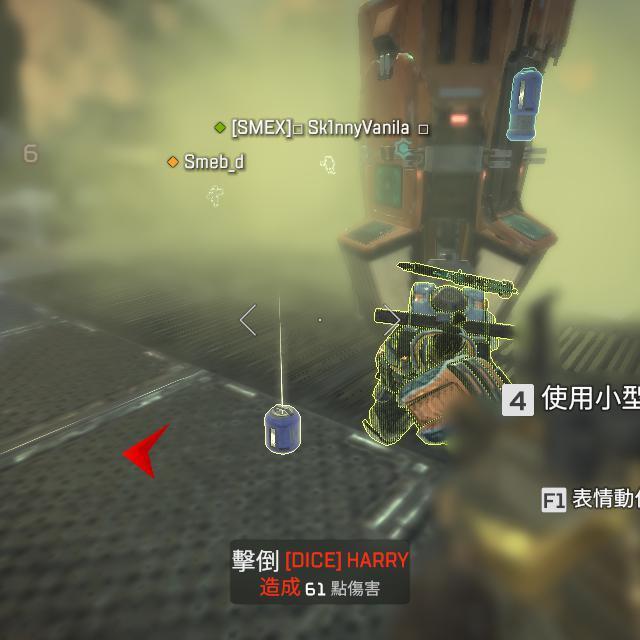 [SMEX]□ Sk1nnyVanila □
Smeb_d
6
4 使用小型
F1 表情動作
擊倒 [DICE] HARRY
造成 61 點傷害